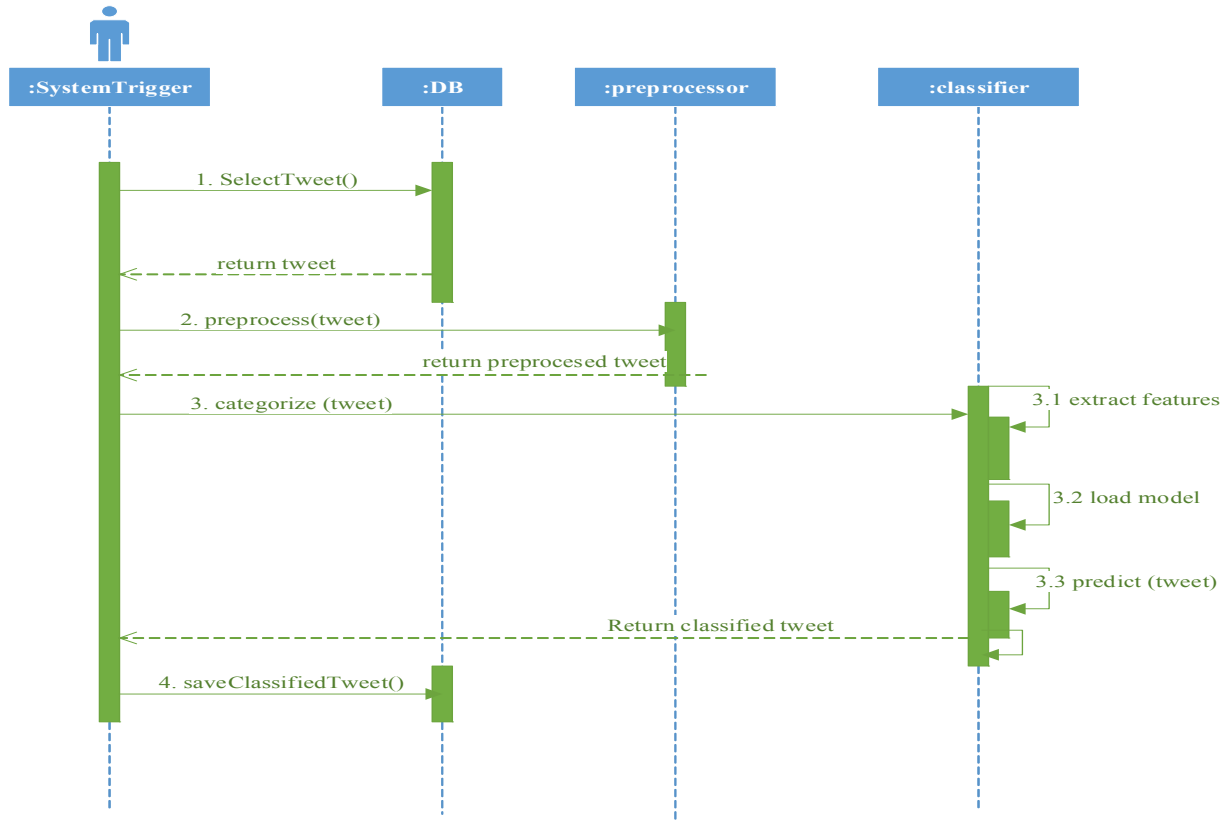 :SystemTrigger
:DB
:preprocessor
:classifier
1. SelectTweet()
return tweet
2. preprocess(tweet)
return preprocesed tweet
3. categorize (tweet)
3.1 extract features
3.2 load model
3.3 predict (tweet)
Return classified tweet
4. saveClassifiedTweet()